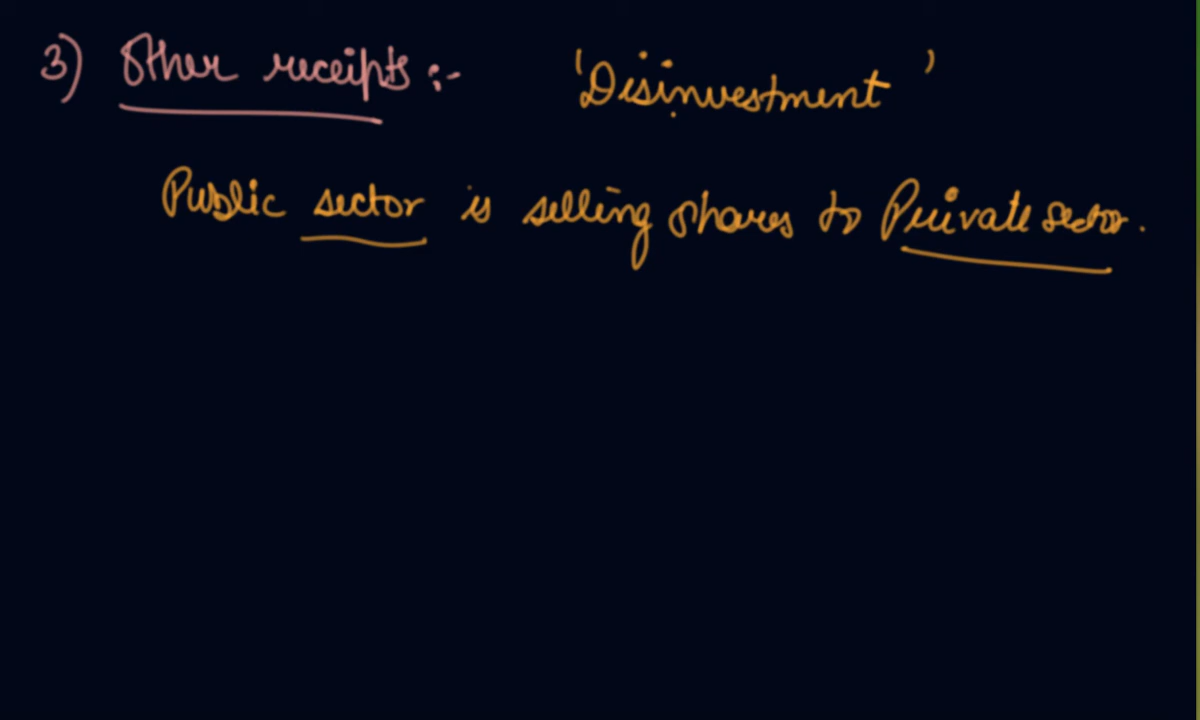 3) Other receipts :- 'Disinvestment'
Public sector is selling shares to Private sector.